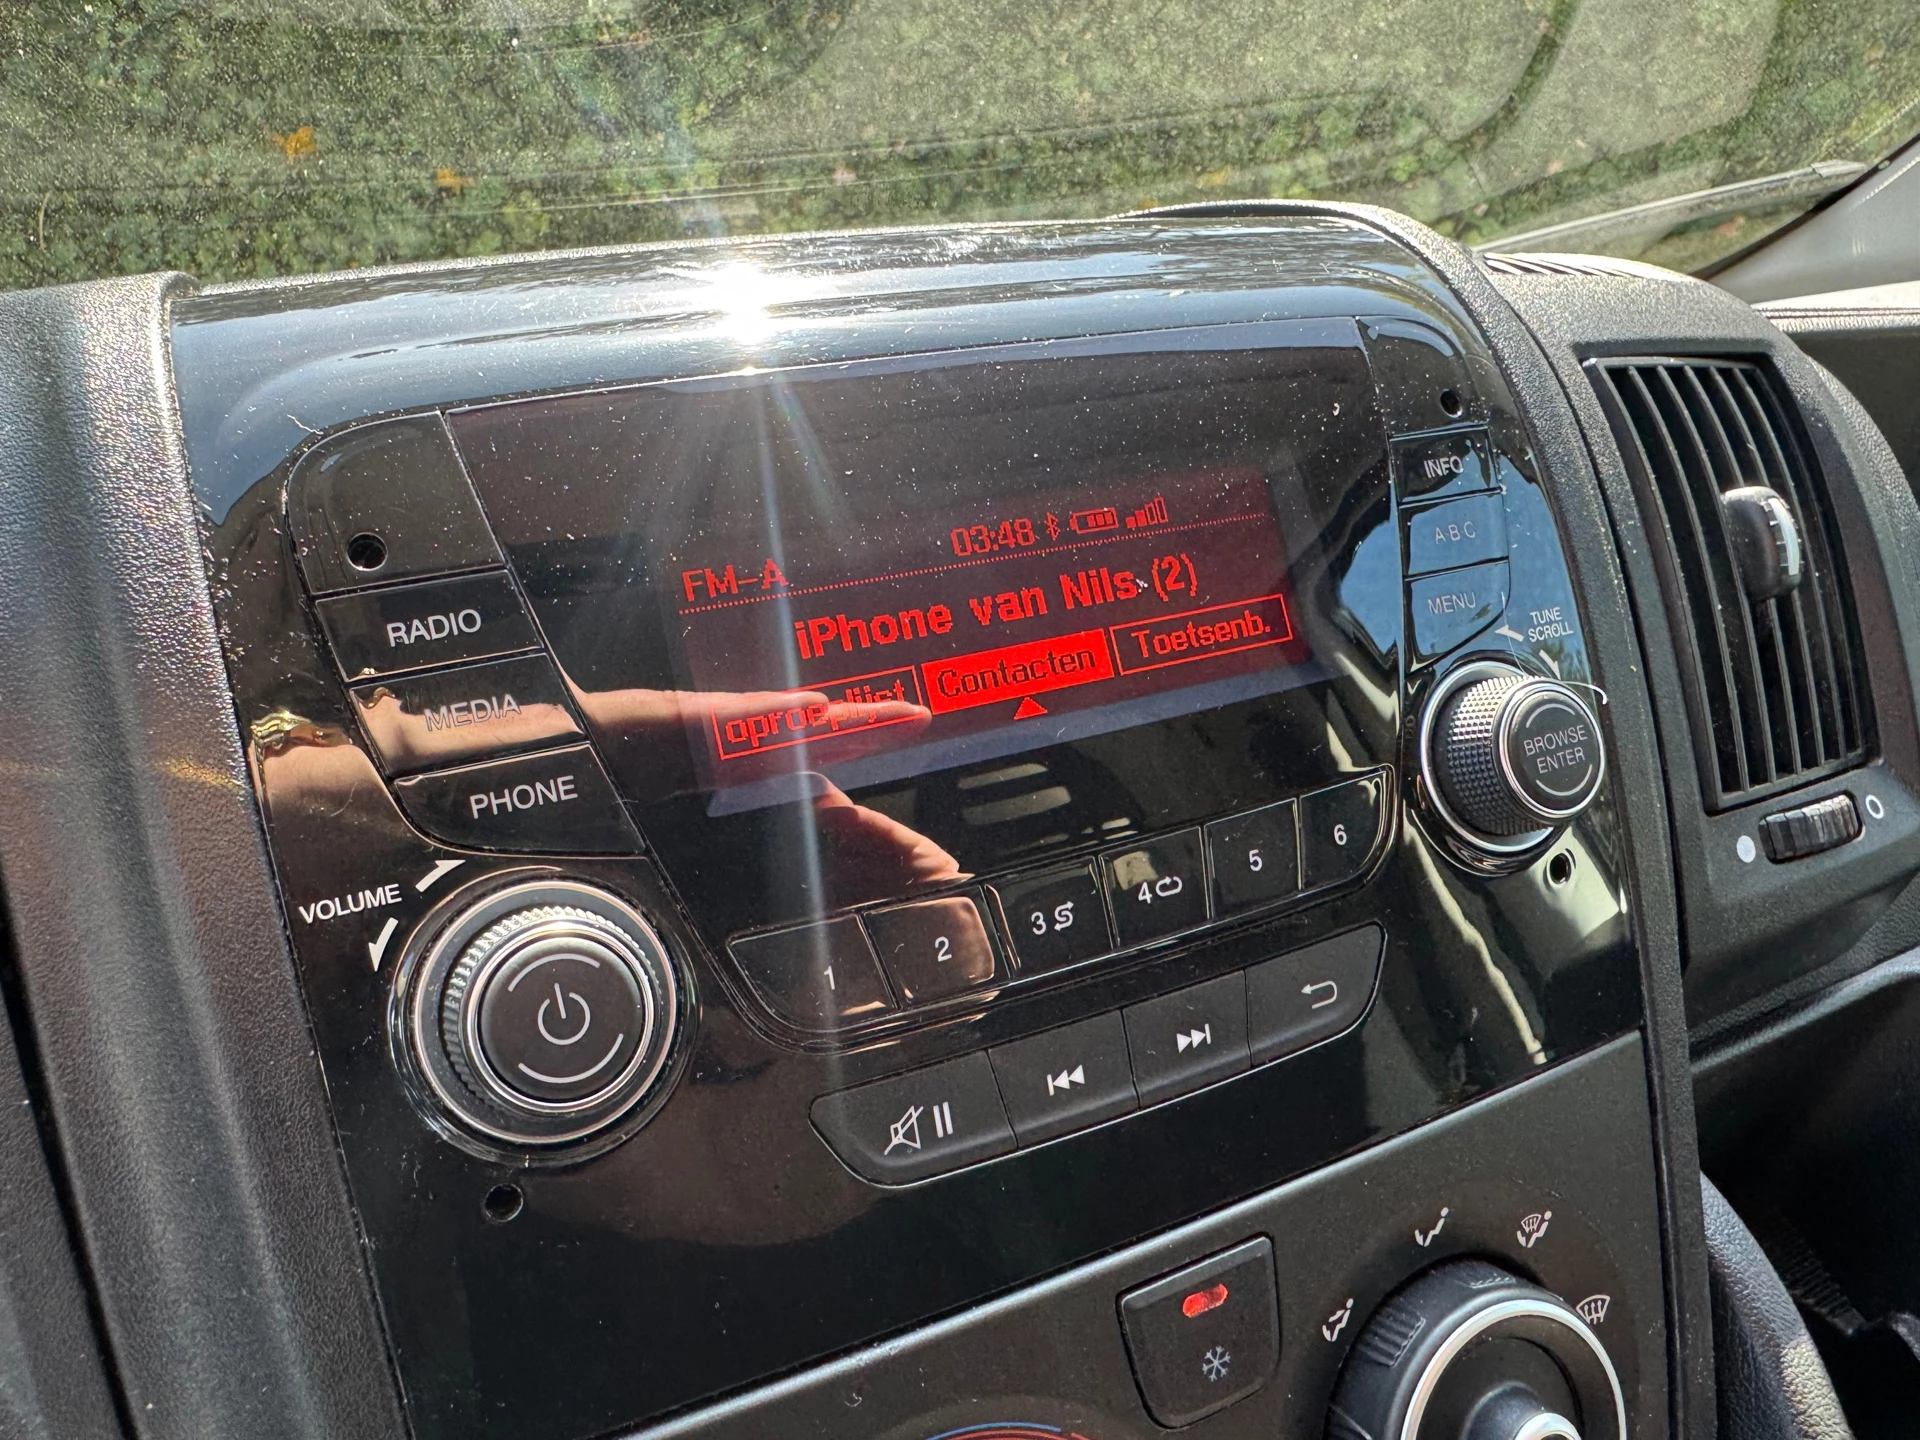 03:48
FM-A
iPhone van Nils (2)
oproeplijst Contacten Toetsenb.
INFO
A·B·C
MENU
TUNE
SCROLL
BROWSE
ENTER
RADIO
MEDIA
PHONE
VOLUME
1 2 3 4 5 6